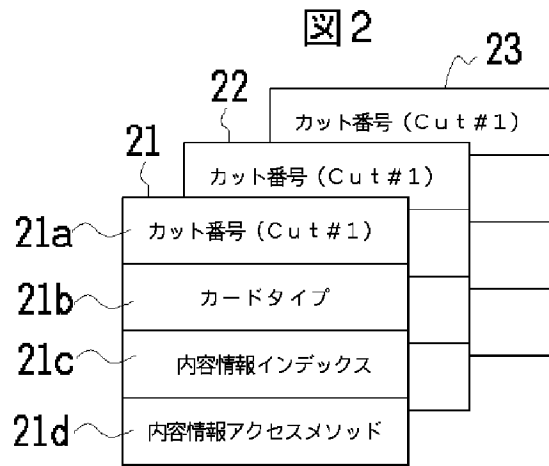 図2
23
カット番号(Cut#1)
22
カット番号(Cut#1)
21
21a
カット番号(Cut#1)
21b
カードタイプ
21c
内容情報インデックス
21d
内容情報アクセスメソッド